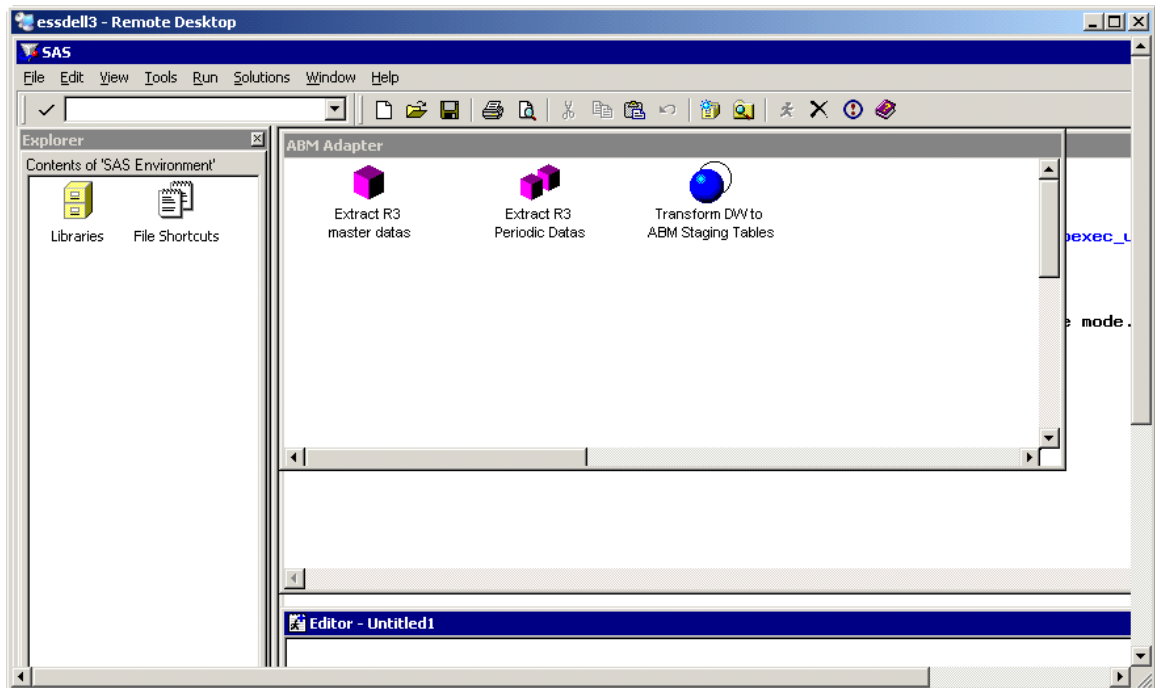 essdell3 - Remote Desktop
SAS
File Edit View Tools Run Solutions Window Help
Explorer
ABM Adapter
Contents of 'SAS Environment'
Libraries
File Shortcuts
Extract R3
master datas
Extract R3
Periodic Datas
Transform DW to
ABM Staging Tables
pexec_u
e mode.
Editor - Untitled1